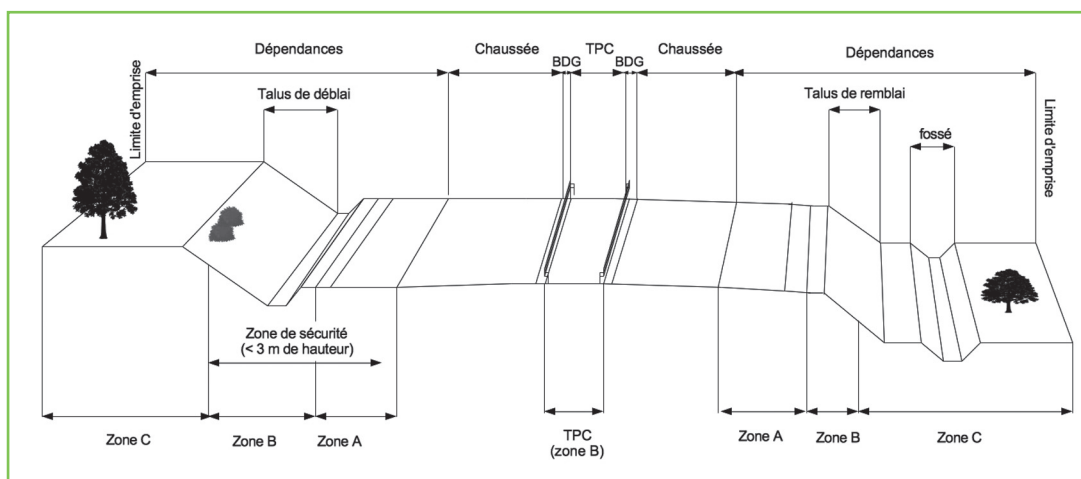 Dépendances
Chaussée
TPC
Chaussée
Dépendances
BDG
BDG
Limite d'emprise
Talus de déblai
Talus de remblai
Limite d'emprise
fossé
Zone de sécurité
(< 3 m de hauteur)
Zone C
Zone B
Zone A
TPC
(zone B)
Zone A
Zone B
Zone C